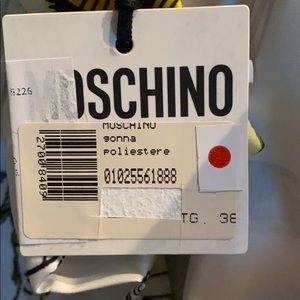 MOSCHINO
5226
MOSCHINO
gonna
poliestere
01025561888
TG. 38